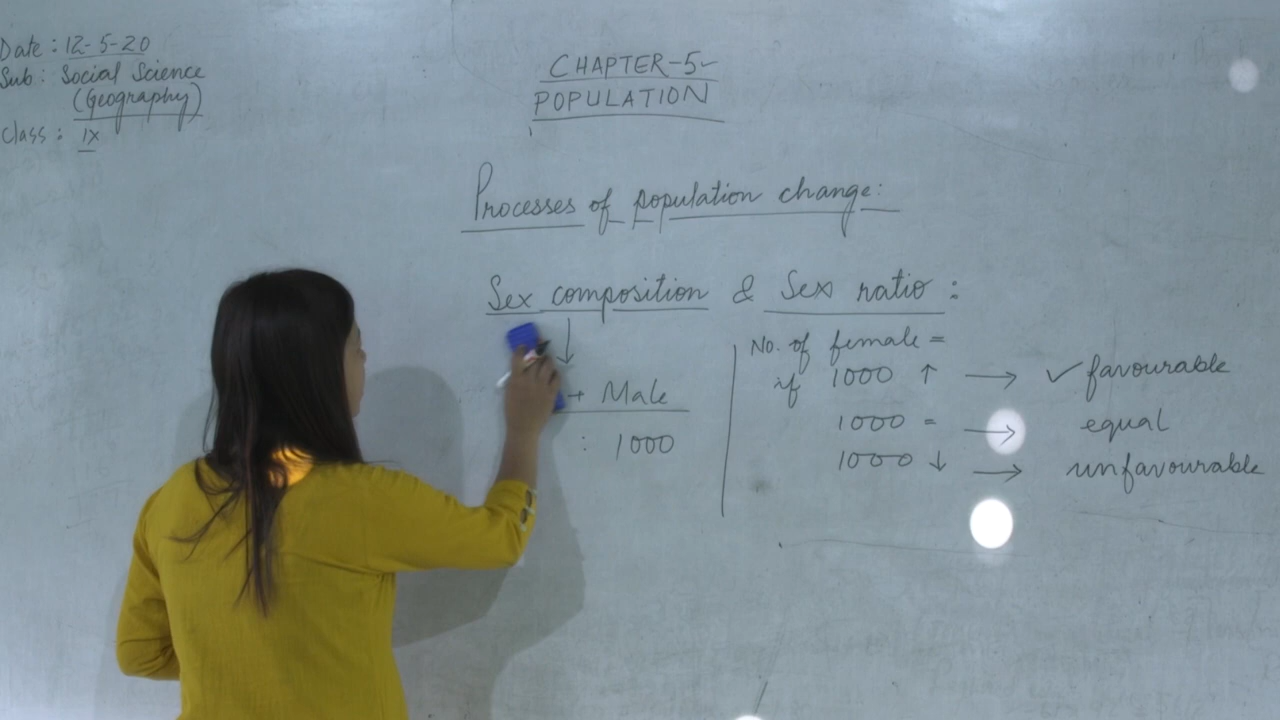 Date : 12-5-20
Sub : Social Science
(Geography)
Class : IX
CHAPTER-5
POPULATION
Processes of population change:
Sex composition & Sex ratio :
+ Male
: 1000
No. of female =
if 1000 ↑ → ✓ favourable
1000 = → equal
1000 ↓ → unfavourable